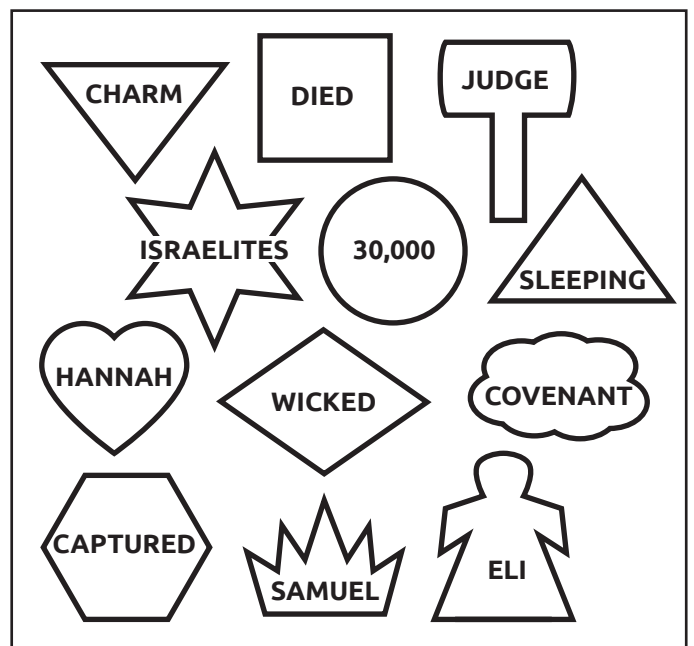 CHARM
DIED
JUDGE
ISRAELITES
30,000
SLEEPING
HANNAH
WICKED
COVENANT
CAPTURED
SAMUEL
ELI